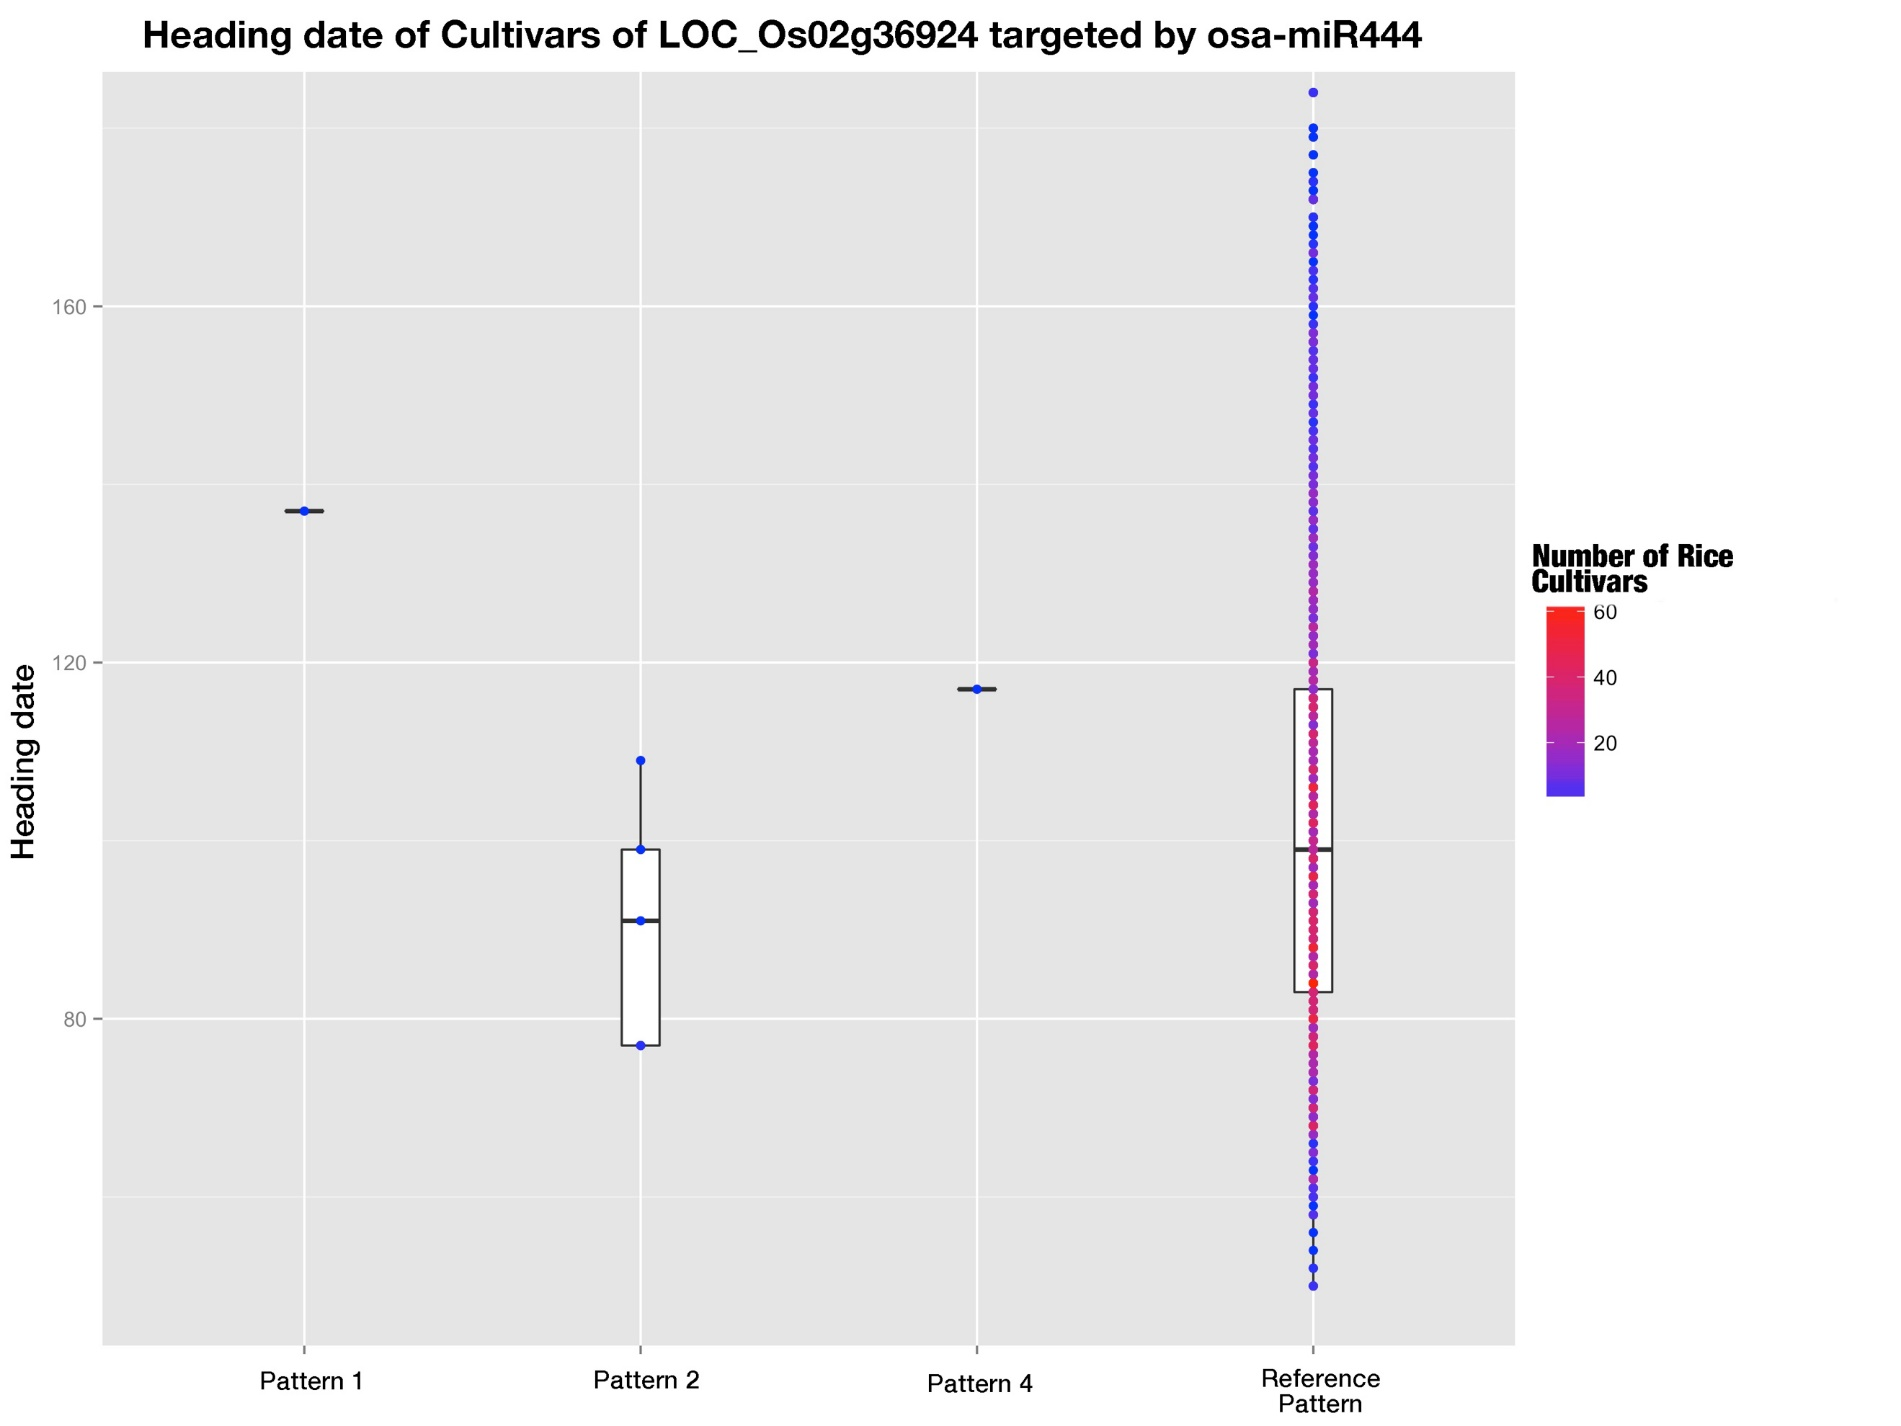 Heading date of Cultivars of LOC_Os02g36924 targeted by osa-miR444
160
120
80
Heading date
Pattern 1
Pattern 2
Pattern 4
Reference
Pattern
Number of Rice
Cultivars
60
40
20